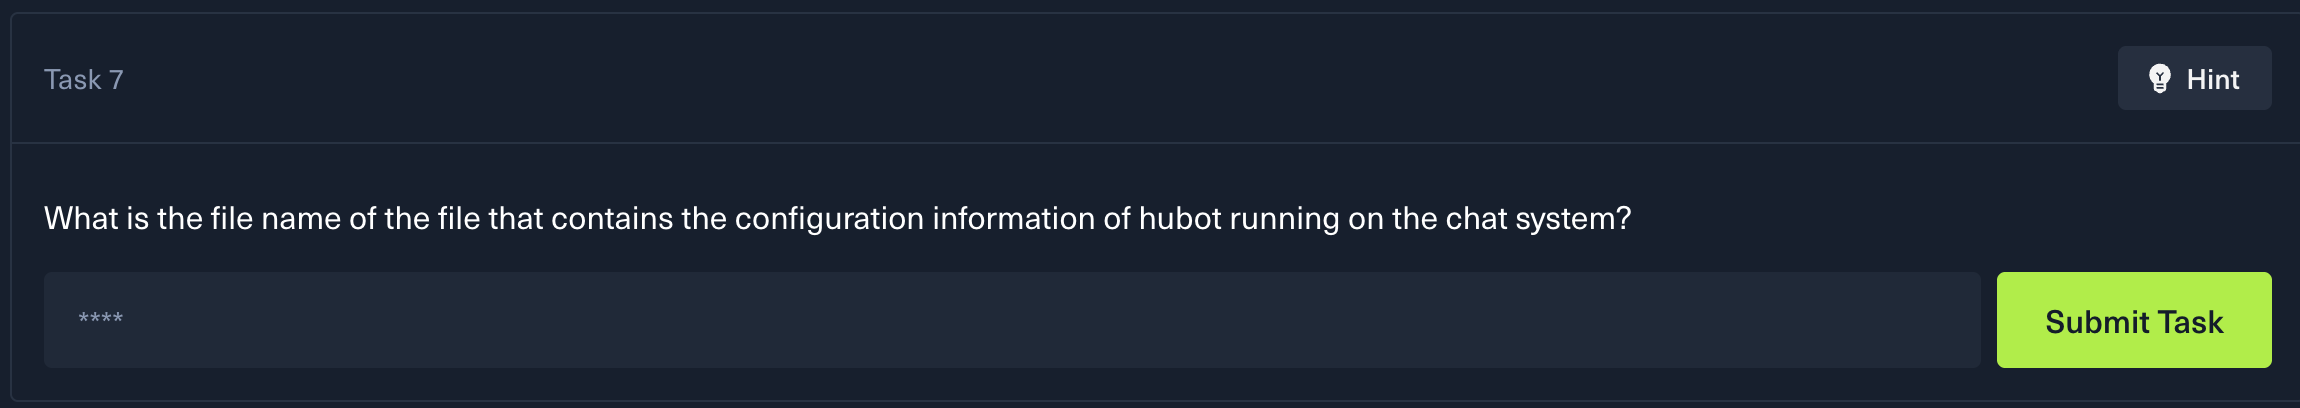 Task 7
Hint
What is the file name of the file that contains the configuration information of hubot running on the chat system?
****
Submit Task